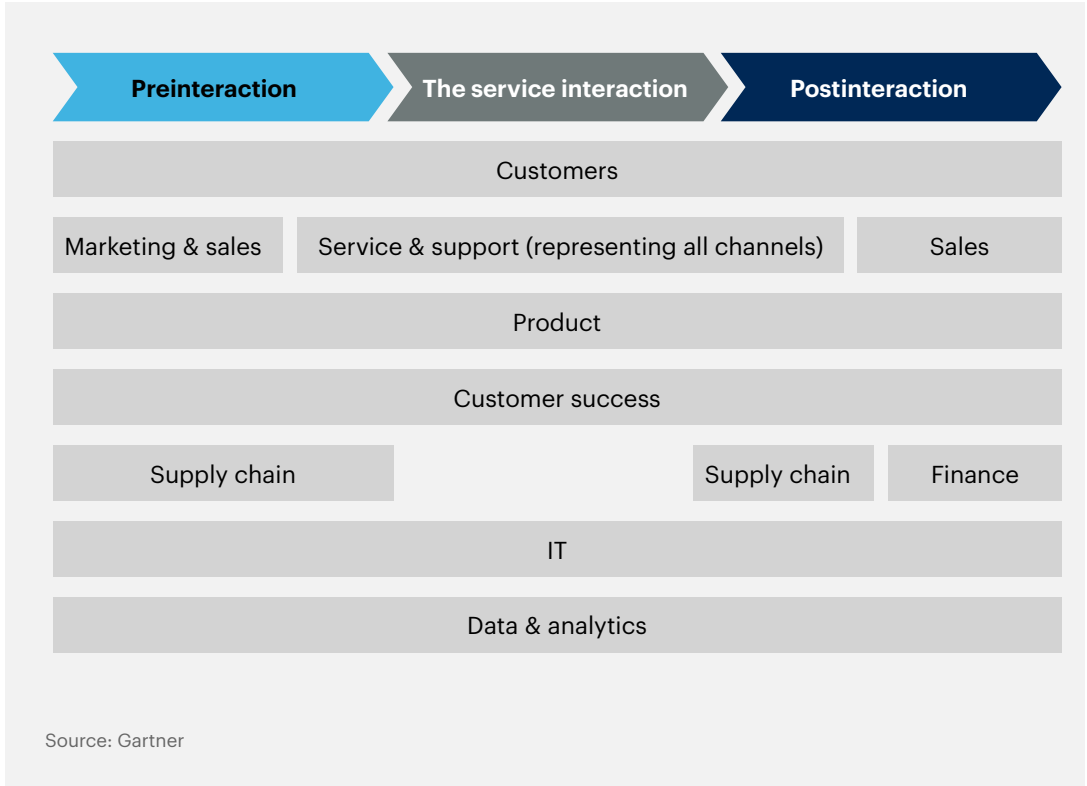 Preinteraction
The service interaction
Postinteraction
Customers
Marketing & sales
Service & support (representing all channels)
Sales
Product
Customer success
Supply chain
Supply chain
Finance
IT
Data & analytics
Source: Gartner